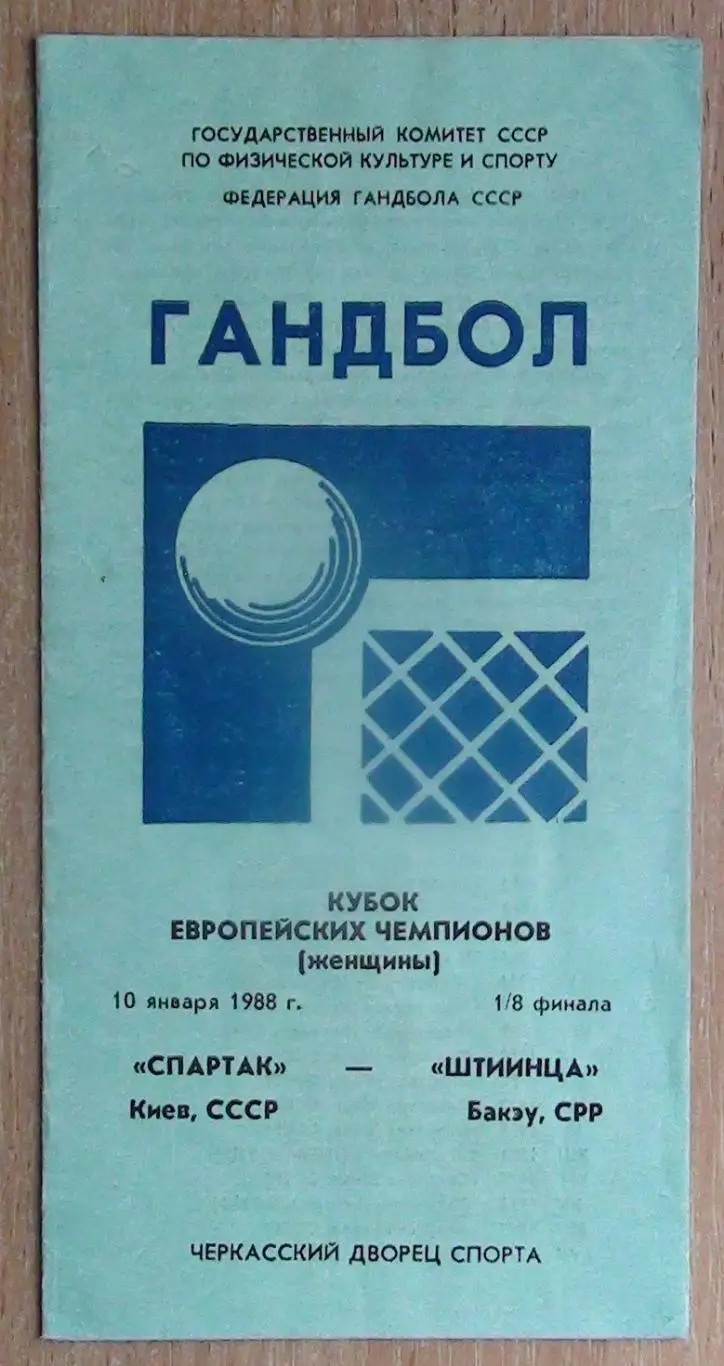 ГОСУДАРСТВЕННЫЙ КОМИТЕТ СССР
ПО ФИЗИЧЕСКОЙ КУЛЬТУРЕ И СПОРТУ
ФЕДЕРАЦИЯ ГАНДБОЛА СССР
ГАНДБОЛ
КУБОК
ЕВРОПЕЙСКИХ ЧЕМПИОНОВ
(женщины)
10 января 1988 г. 1/8 финала
«СПАРТАК» — «ШТИИНЦА»
Киев, СССР Бакэу, СРР
ЧЕРКАССКИЙ ДВОРЕЦ СПОРТА